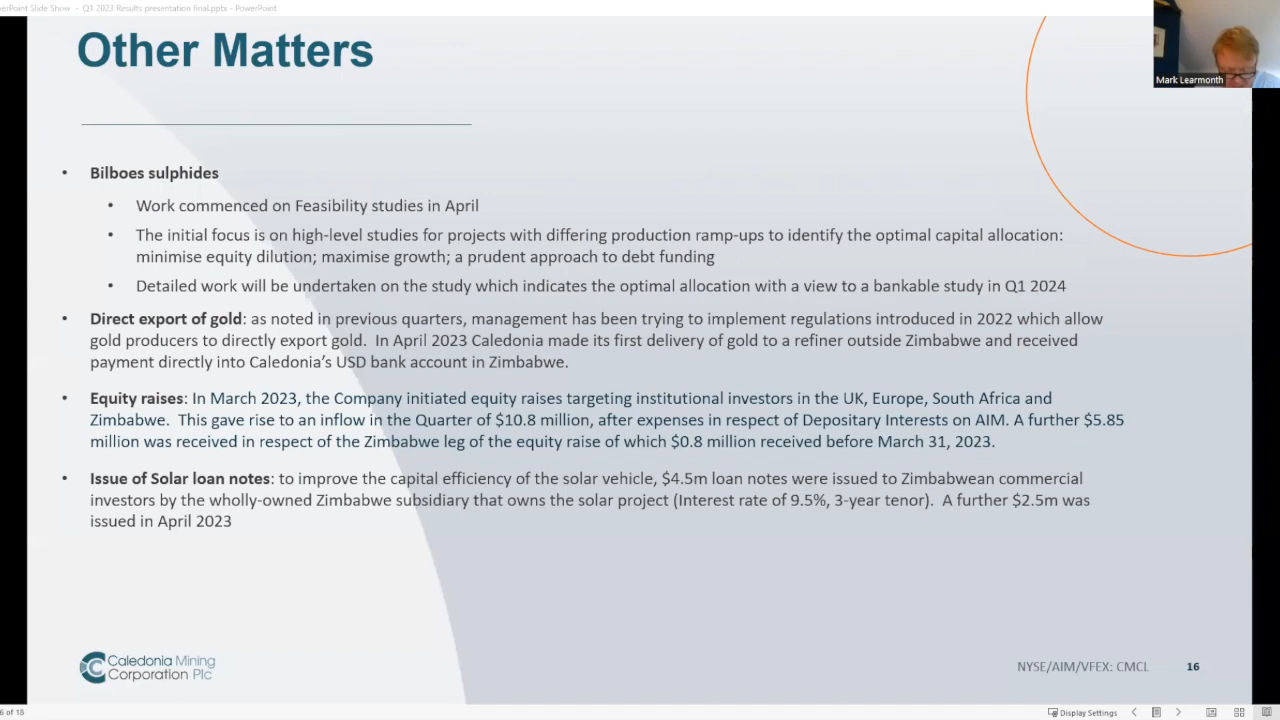 PowerPoint Slide Show - Q1 2023 Results presentation final.pptx - PowerPoint
Other Matters
Mark Learmonth
• Bilboes sulphides
• Work commenced on Feasibility studies in April
• The initial focus is on high-level studies for projects with differing production ramp-ups to identify the optimal capital allocation:
minimise equity dilution; maximise growth; a prudent approach to debt funding
• Detailed work will be undertaken on the study which indicates the optimal allocation with a view to a bankable study in Q1 2024
• Direct export of gold: as noted in previous quarters, management has been trying to implement regulations introduced in 2022 which allow
gold producers to directly export gold. In April 2023 Caledonia made its first delivery of gold to a refiner outside Zimbabwe and received
payment directly into Caledonia's USD bank account in Zimbabwe.
• Equity raises: In March 2023, the Company initiated equity raises targeting institutional investors in the UK, Europe, South Africa and
Zimbabwe. This gave rise to an inflow in the Quarter of $10.8 million, after expenses in respect of Depositary Interests on AIM. A further $5.85
million was received in respect of the Zimbabwe leg of the equity raise of which $0.8 million received before March 31, 2023.
• Issue of Solar loan notes: to improve the capital efficiency of the solar vehicle, $4.5m loan notes were issued to Zimbabwean commercial
investors by the wholly-owned Zimbabwe subsidiary that owns the solar project (Interest rate of 9.5%, 3-year tenor). A further $2.5m was
issued in April 2023
Caledonia Mining
Corporation Plc
NYSE/AIM/VFEX: CMCL 16
6 of 18
Display Settings